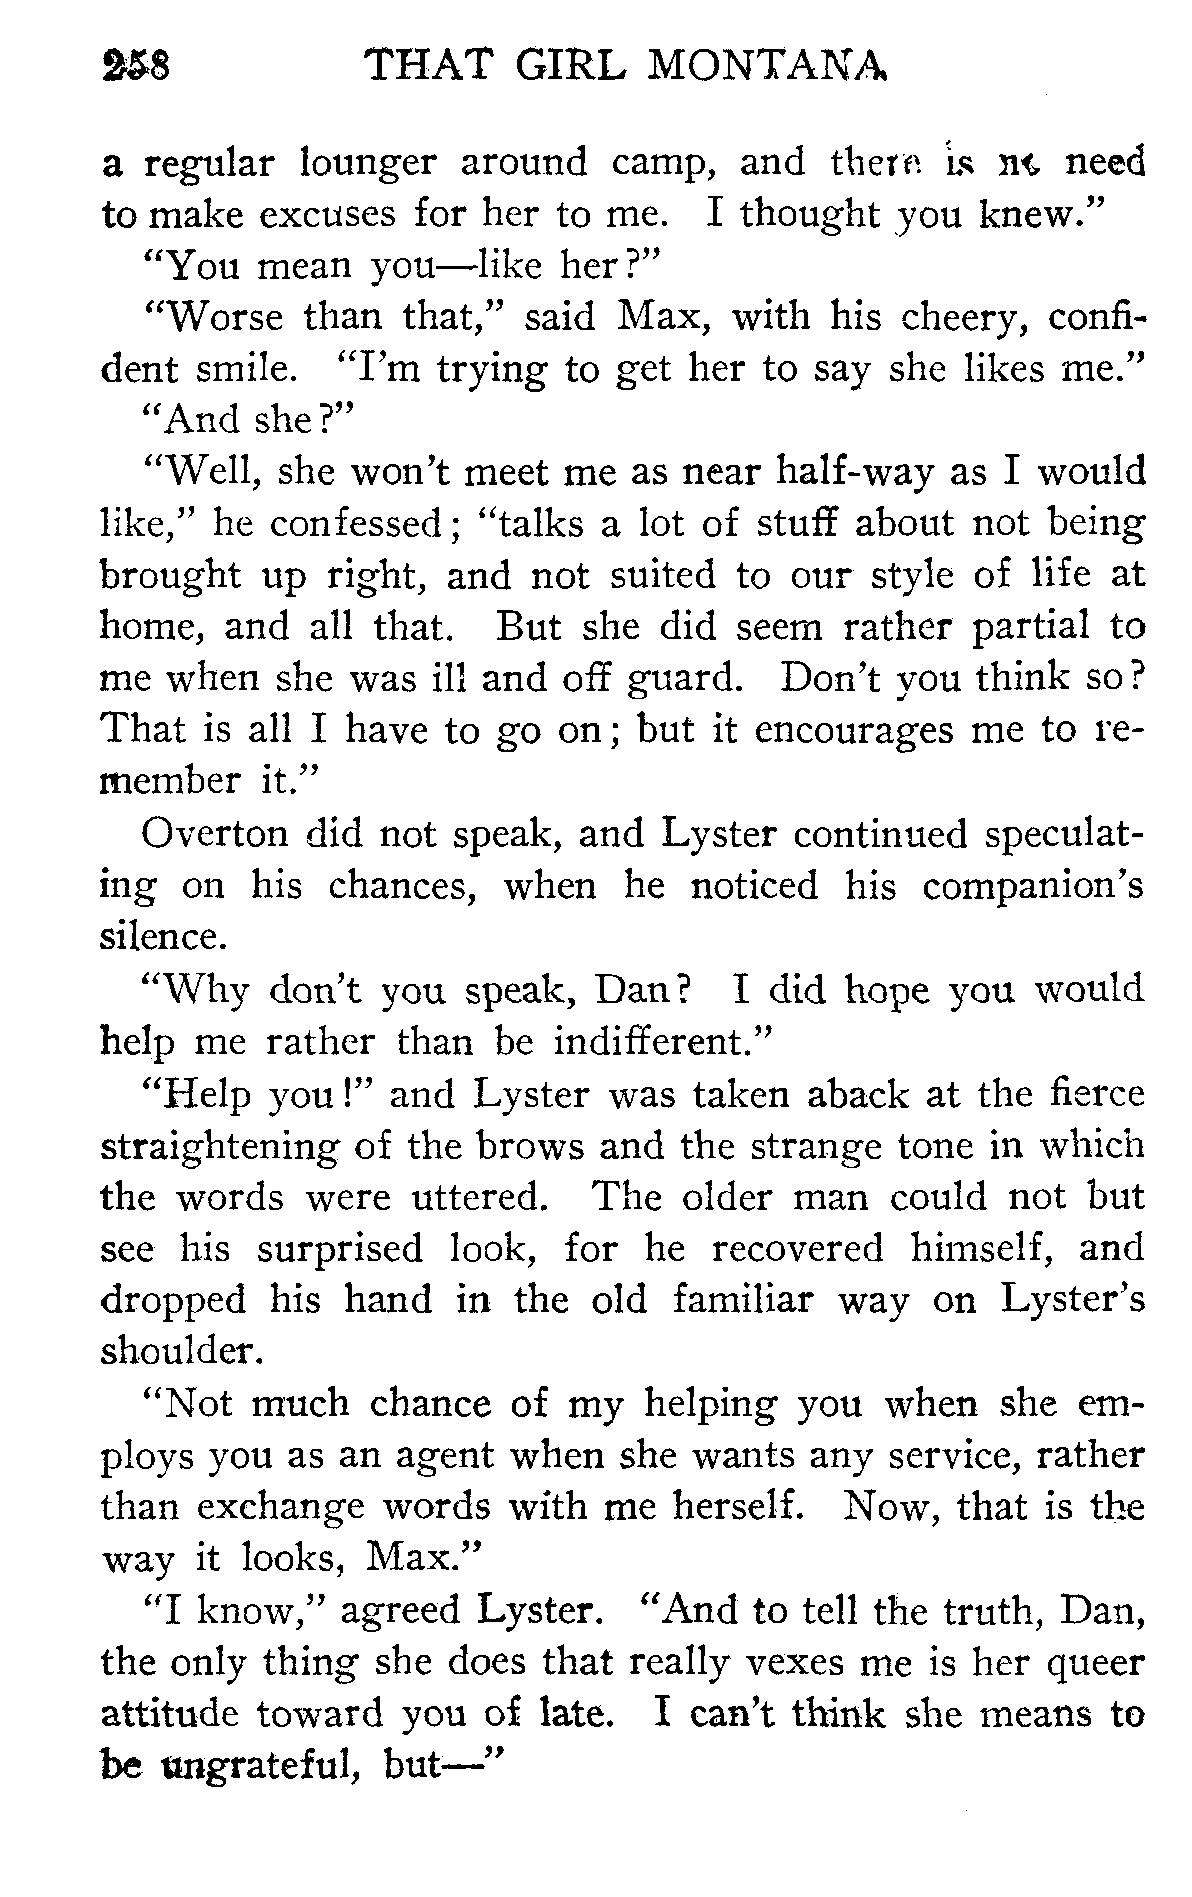 258 THAT GIRL MONTANA
a regular lounger around camp, and there is no need
to make excuses for her to me. I thought you knew.”
“You mean you—like her?”
“Worse than that,” said Max, with his cheery, confi-
dent smile. “I’m trying to get her to say she likes me.”
“And she?”
“Well, she won’t meet me as near half-way as I would
like,” he confessed; “talks a lot of stuff about not being
brought up right, and not suited to our style of life at
home, and all that. But she did seem rather partial to
me when she was ill and off guard. Don’t you think so?
That is all I have to go on; but it encourages me to re-
member it.”
Overton did not speak, and Lyster continued speculat-
ing on his chances, when he noticed his companion’s
silence.
“Why don’t you speak, Dan? I did hope you would
help me rather than be indifferent.”
“Help you!” and Lyster was taken aback at the fierce
straightening of the brows and the strange tone in which
the words were uttered. The older man could not but
see his surprised look, for he recovered himself, and
dropped his hand in the old familiar way on Lyster’s
shoulder.
“Not much chance of my helping you when she em-
ploys you as an agent when she wants any service, rather
than exchange words with me herself. Now, that is the
way it looks, Max.”
“I know,” agreed Lyster. “And to tell the truth, Dan,
the only thing she does that really vexes me is her queer
attitude toward you of late. I can’t think she means to
be ungrateful, but—”